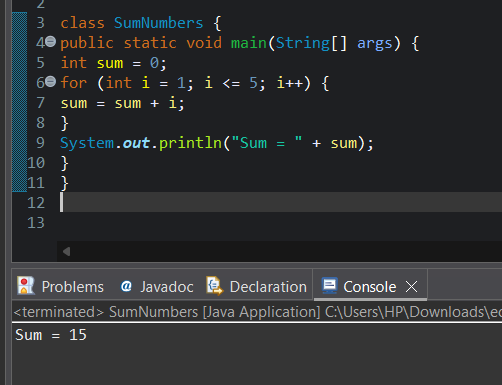 2
3 class SumNumbers {
4 public static void main(String[] args) {
5 int sum = 0;
6 for (int i = 1; i <= 5; i++) {
7 sum = sum + i;
8 }
9 System.out.println("Sum = " + sum);
10 }
11 }
12
13
Problems @ Javadoc Declaration Console
<terminated> SumNumbers [Java Application] C:\Users\HP\Downloads\ec
Sum = 15